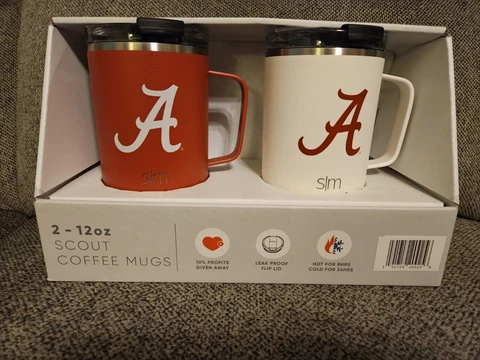 A A
slm slm
2 - 12oz
SCOUT
COFFEE MUGS
10% PROFITS
GIVEN AWAY
LEAK PROOF
FLIP LID
HOT FOR 8HRS
COLD FOR 24HRS